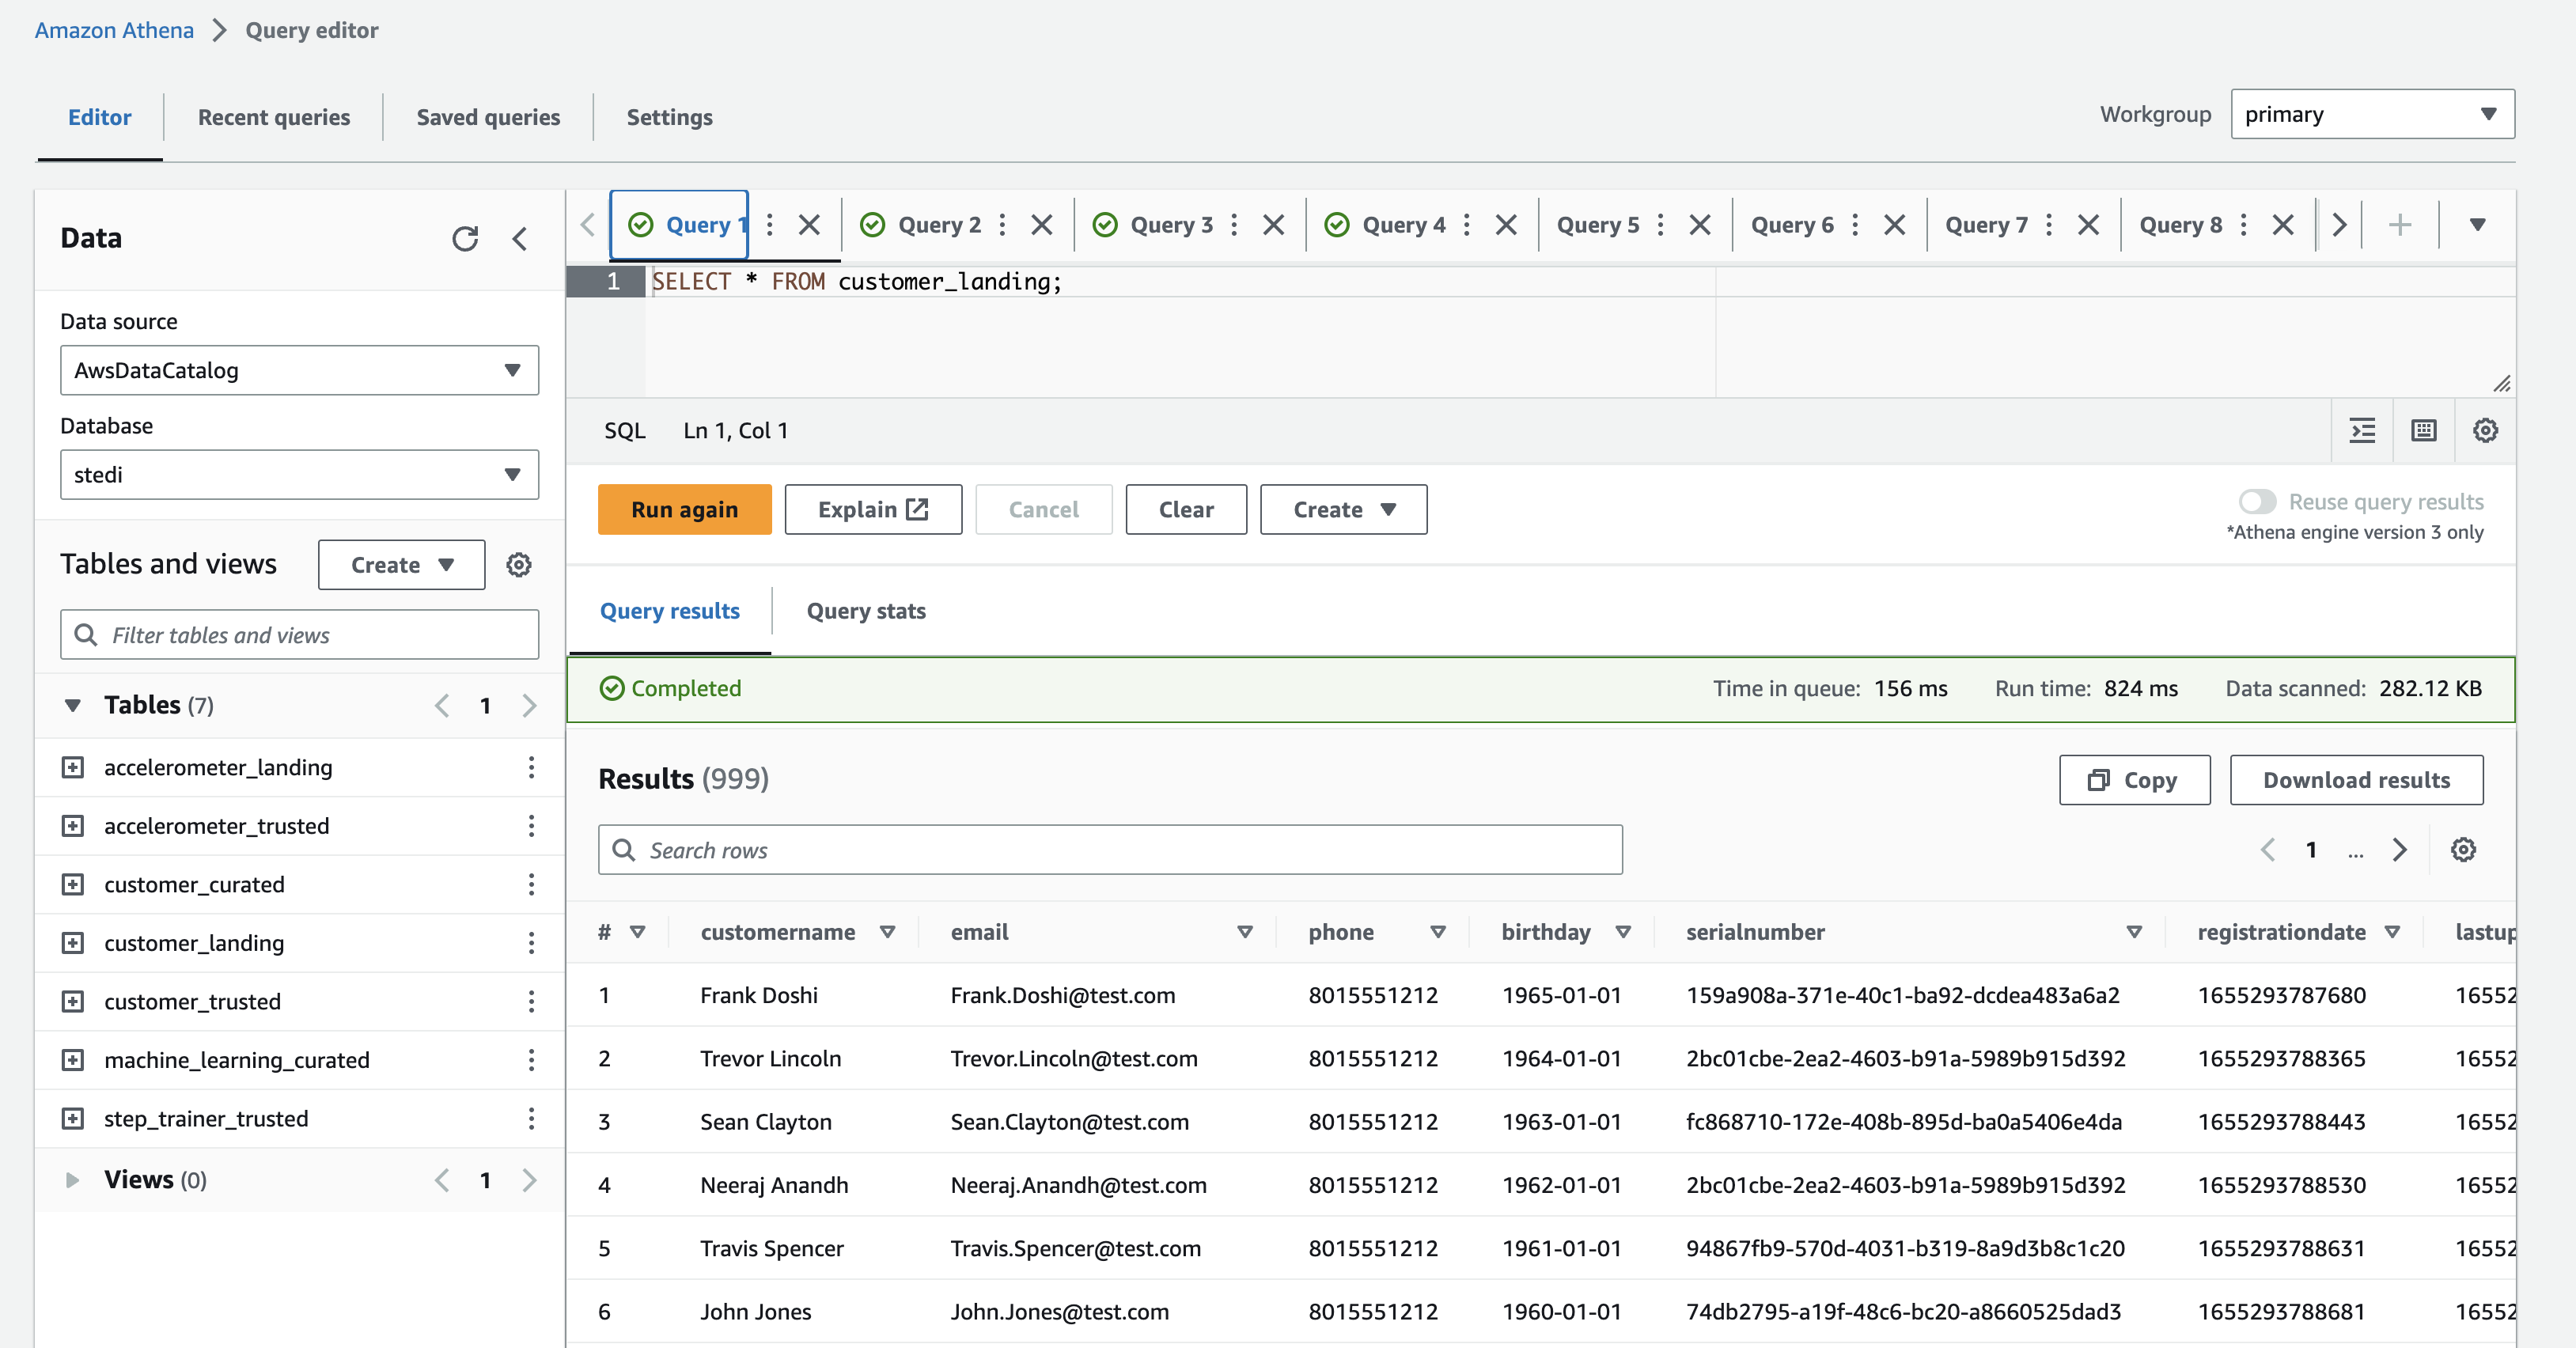 Amazon Athena > Query editor
Editor
Recent queries
Saved queries
Settings
Workgroup
primary
Data
Data source
AwsDataCatalog
Database
stedi
Tables and views
Create
Filter tables and views
Tables (7)
1
accelerometer_landing
accelerometer_trusted
customer_curated
customer_landing
customer_trusted
machine_learning_curated
step_trainer_trusted
Views (0)
1
Query 1
Query 2
Query 3
Query 4
Query 5
Query 6
Query 7
Query 8
1 SELECT * FROM customer_landing;
SQL Ln 1, Col 1
Run again
Explain
Cancel
Clear
Create
Reuse query results
*Athena engine version 3 only
Query results
Query stats
Completed
Time in queue: 156 ms Run time: 824 ms Data scanned: 282.12 KB
Results (999)
Copy
Download results
Search rows
1 ...
# customername email phone birthday serialnumber registrationdate lastup
1 Frank Doshi Frank.Doshi@test.com 8015551212 1965-01-01 159a908a-371e-40c1-ba92-dcdea483a6a2 1655293787680 16552
2 Trevor Lincoln Trevor.Lincoln@test.com 8015551212 1964-01-01 2bc01cbe-2ea2-4603-b91a-5989b915d392 1655293788365 16552
3 Sean Clayton Sean.Clayton@test.com 8015551212 1963-01-01 fc868710-172e-408b-895d-ba0a5406e4da 1655293788443 16552
4 Neeraj Anandh Neeraj.Anandh@test.com 8015551212 1962-01-01 2bc01cbe-2ea2-4603-b91a-5989b915d392 1655293788530 16552
5 Travis Spencer Travis.Spencer@test.com 8015551212 1961-01-01 94867fb9-570d-4031-b319-8a9d3b8c1c20 1655293788631 16552
6 John Jones John.Jones@test.com 8015551212 1960-01-01 74db2795-a19f-48c6-bc20-a8660525dad3 1655293788681 16552